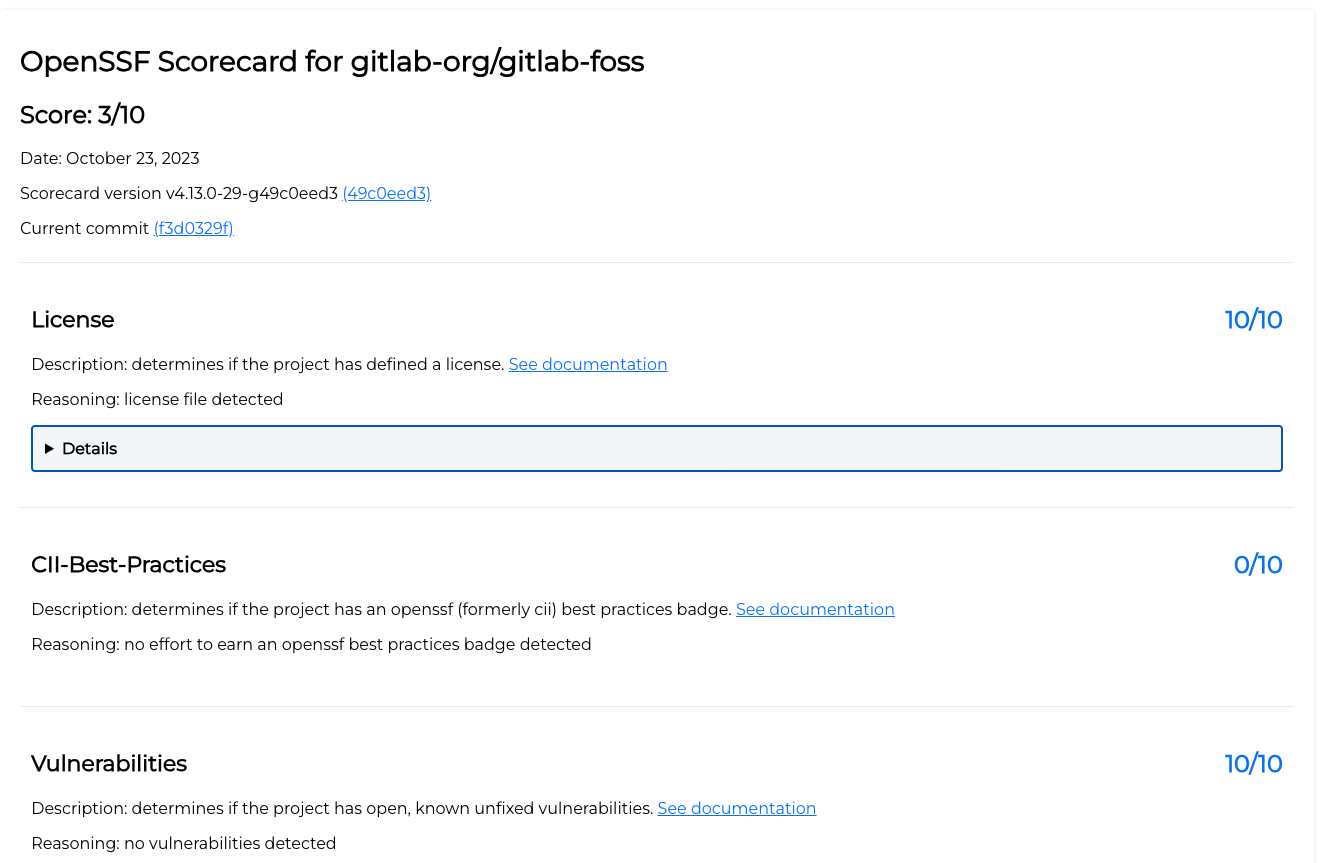 OpenSSF Scorecard for gitlab-org/gitlab-foss
Score: 3/10
Date: October 23, 2023
Scorecard version v4.13.0-29-g49c0eed3 (49c0eed3)
Current commit (f3d0329f)
License 10/10
Description: determines if the project has defined a license. See documentation
Reasoning: license file detected
Details
CII-Best-Practices 0/10
Description: determines if the project has an openssf (formerly cii) best practices badge. See documentation
Reasoning: no effort to earn an openssf best practices badge detected
Vulnerabilities 10/10
Description: determines if the project has open, known unfixed vulnerabilities. See documentation
Reasoning: no vulnerabilities detected